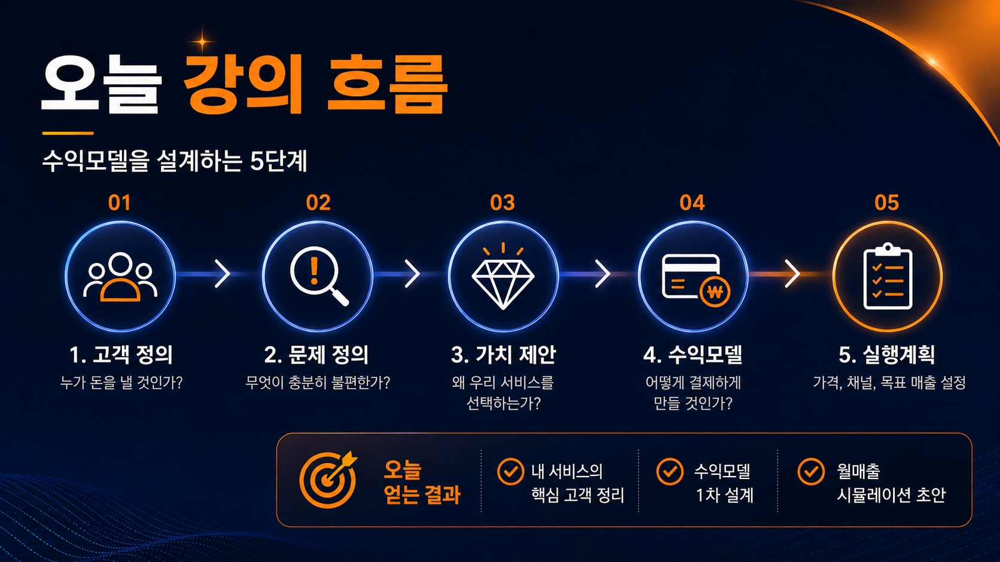 오늘 강의 흐름
수익모델을 설계하는 5단계
01
02
03
04
05
₩
1. 고객 정의
누가 돈을 낼 것인가?
2. 문제 정의
무엇이 충분히 불편한가?
3. 가치 제안
왜 우리 서비스를
선택하는가?
4. 수익모델
어떻게 결제하게
만들 것인가?
5. 실행계획
가격, 채널, 목표 매출 설정
오늘
얻는 결과
내 서비스의
핵심 고객 정리
수익모델
1차 설계
월매출
시뮬레이션 초안